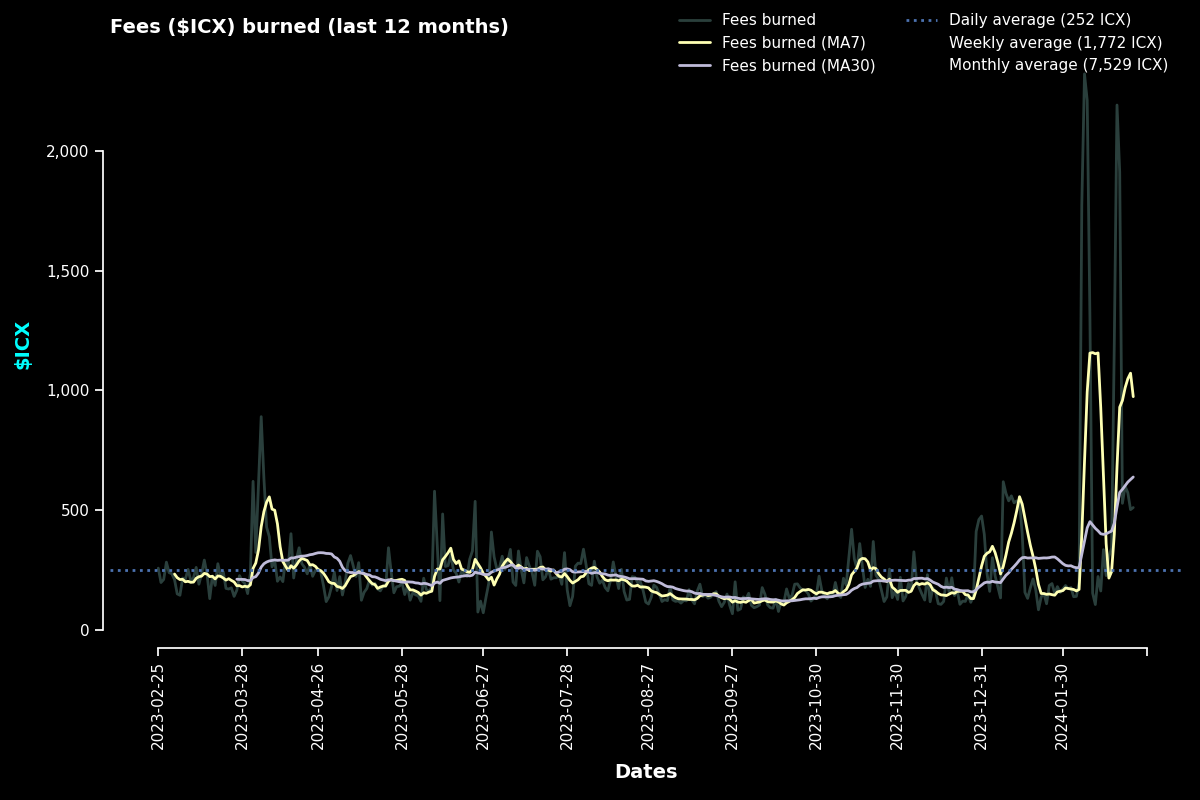 Fees ($ICX) burned (last 12 months)
Fees burned
Fees burned (MA7)
Fees burned (MA30)
Daily average (252 ICX)
Weekly average (1,772 ICX)
Monthly average (7,529 ICX)
2,000
1,500
1,000
500
0
$ICX
2023-02-25
2023-03-28
2023-04-26
2023-05-28
2023-06-27
2023-07-28
2023-08-27
2023-09-27
2023-10-30
2023-11-30
2023-12-31
2024-01-30
Dates